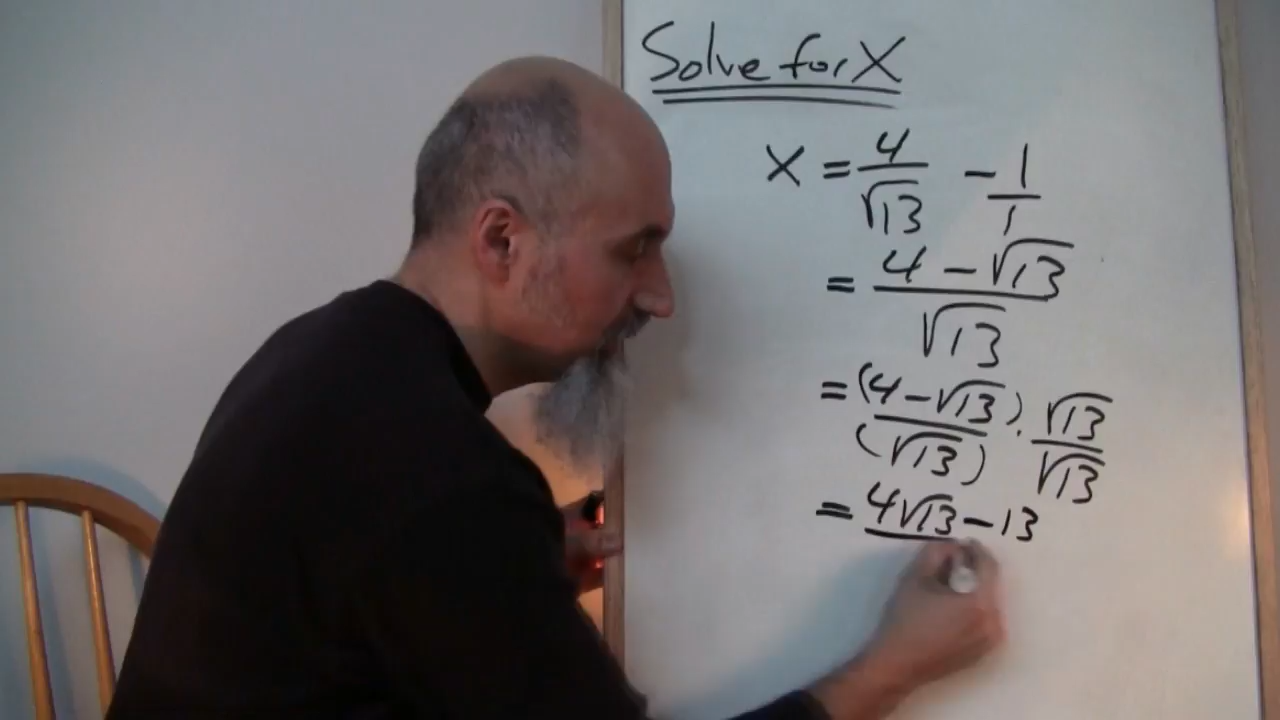 Solve for X
X = 4/√13 - 1/1
= (4 - √13)/√13
= (4 - √13)/(√13) · √13/√13
= 4√13 - 13